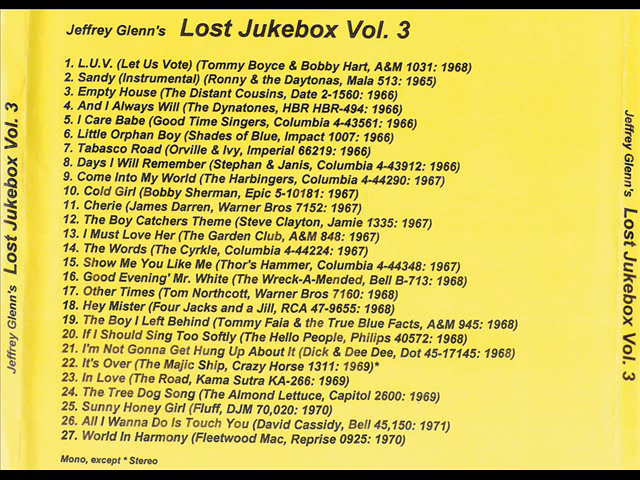 Jeffrey Glenn's Lost Jukebox Vol. 3
1. L.U.V. (Let Us Vote) (Tommy Boyce & Bobby Hart, A&M 1031: 1968)
2. Sandy (Instrumental) (Ronny & the Daytonas, Mala 513: 1965)
3. Empty House (The Distant Cousins, Date 2-1560: 1966)
4. And I Always Will (The Dynatones, HBR HBR-494: 1966)
5. I Care Babe (Good Time Singers, Columbia 4-43561: 1966)
6. Little Orphan Boy (Shades of Blue, Impact 1007: 1966)
7. Tabasco Road (Orville & Ivy, Imperial 66219: 1966)
8. Days I Will Remember (Stephan & Janis, Columbia 4-43912: 1966)
9. Come Into My World (The Harbingers, Columbia 4-44290: 1967)
10. Cold Girl (Bobby Sherman, Epic 5-10181: 1967)
11. Cherie (James Darren, Warner Bros 7152: 1967)
12. The Boy Catchers Theme (Steve Clayton, Jamie 1335: 1967)
13. I Must Love Her (The Garden Club, A&M 848: 1967)
14. The Words (The Cyrkle, Columbia 4-44224: 1967)
15. Show Me You Like Me (Thor's Hammer, Columbia 4-44348: 1967)
16. Good Evening' Mr. White (The Wreck-A-Mended, Bell B-713: 1968)
17. Other Times (Tom Northcott, Warner Bros 7160: 1968)
18. Hey Mister (Four Jacks and a Jill, RCA 47-9655: 1968)
19. The Boy I Left Behind (Tommy Faia & the True Blue Facts, A&M 945: 1968)
20. If I Should Sing Too Softly (The Hello People, Philips 40572: 1968)
21. I'm Not Gonna Get Hung Up About It (Dick & Dee Dee, Dot 45-17145: 1968)
22. It's Over (The Majic Ship, Crazy Horse 1311: 1969)*
23. In Love (The Road, Kama Sutra KA-266: 1969)
24. The Tree Dog Song (The Almond Lettuce, Capitol 2600: 1969)
25. Sunny Honey Girl (Fluff, DJM 70,020: 1970)
26. All I Wanna Do Is Touch You (David Cassidy, Bell 45,150: 1971)
27. World In Harmony (Fleetwood Mac, Reprise 0925: 1970)
Mono, except * Stereo
Jeffrey Glenn's Lost Jukebox Vol. 3
Jeffrey Glenn's Lost Jukebox Vol. 3